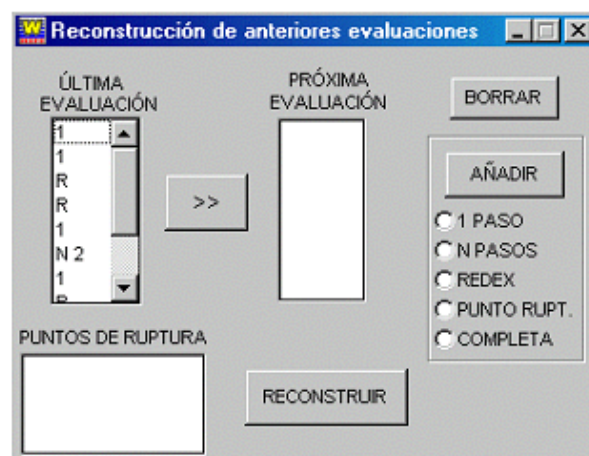 Reconstrucción de anteriores evaluaciones
ÚLTIMA
EVALUACIÓN
1
1
R
R
1
N 2
1
>>
PRÓXIMA
EVALUACIÓN
BORRAR
AÑADIR
1 PASO
N PASOS
REDEX
PUNTO RUPT.
COMPLETA
PUNTOS DE RUPTURA
RECONSTRUIR